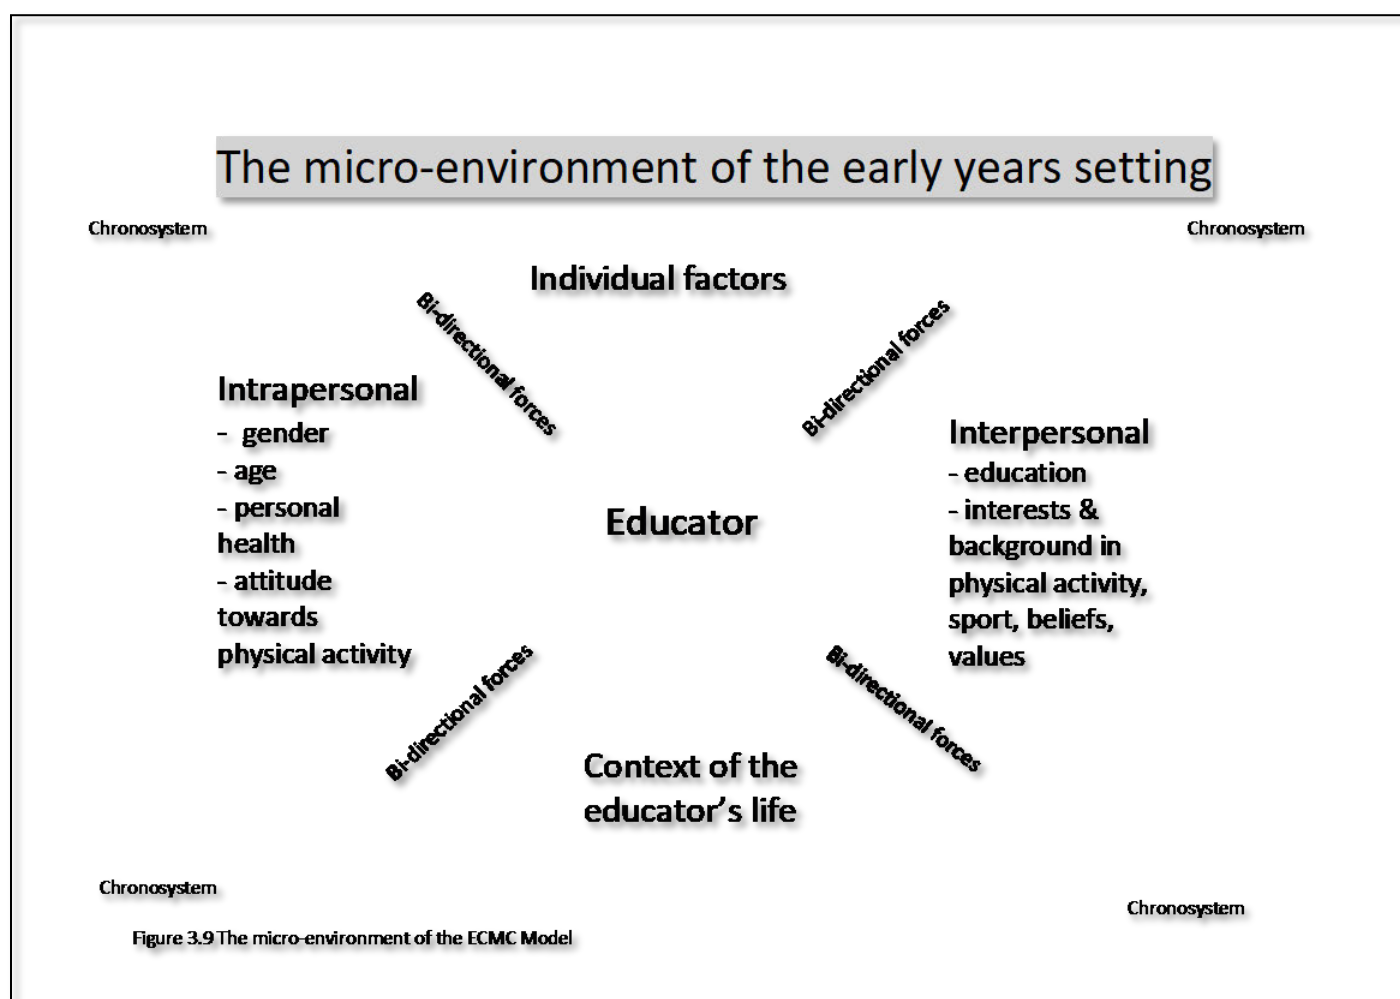 The micro-environment of the early years setting
Chronosystem
Chronosystem
Individual factors
Bi-directional forces
Bi-directional forces
Intrapersonal
- gender
- age
- personal
health
- attitude
towards
physical activity
Educator
Interpersonal
- education
- interests &
background in
physical activity,
sport, beliefs,
values
Bi-directional forces
Bi-directional forces
Context of the
educator’s life
Chronosystem
Chronosystem
Figure 3.9 The micro-environment of the ECMC Model